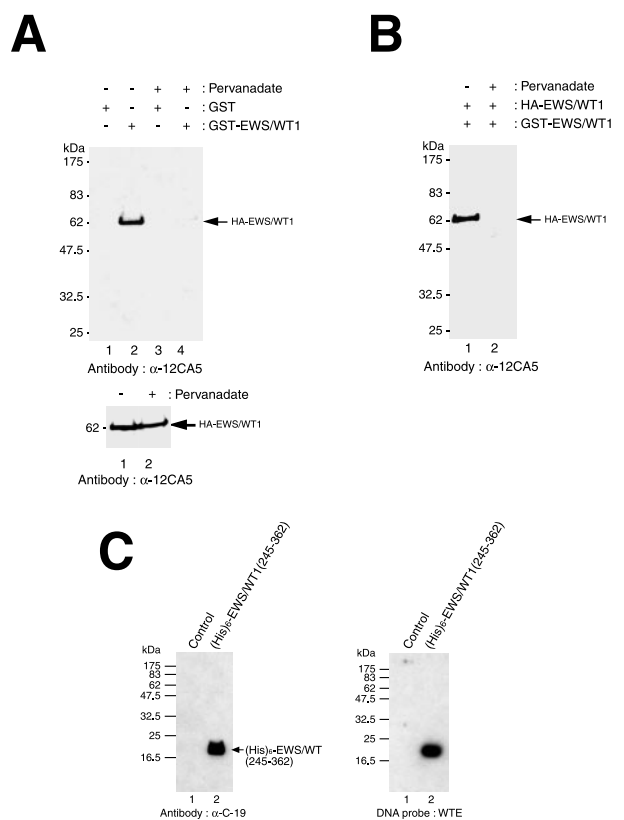 A
- - + + : Pervanadate
+ - + - : GST
- + - + : GST-EWS/WT1
kDa
175
83
62
47.5
32.5
25
HA-EWS/WT1
1 2 3 4
Antibody : α-12CA5
- + : Pervanadate
62
HA-EWS/WT1
1 2
Antibody : α-12CA5
B
- + : Pervanadate
+ + : HA-EWS/WT1
+ + : GST-EWS/WT1
kDa
175
83
62
47.5
32.5
25
HA-EWS/WT1
1 2
Antibody : α-12CA5
C
Control
(His)₆-EWS/WT1(245-362)
kDa
175
83
62
47.5
32.5
25
16.5
(His)₆-EWS/WT
(245-362)
1 2
Antibody : α-C-19
Control
(His)₆-EWS/WT1(245-362)
kDa
175
83
62
47.5
32.5
25
16.5
1 2
DNA probe : WTE